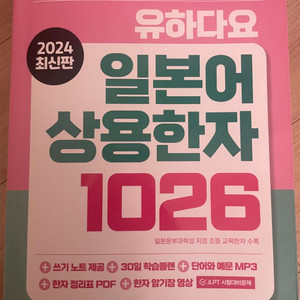 유하다요
2024
최신판
일본어
상용한자
1026
일본문부과학성 지정 초등 교육한자 수록
+ 쓰기 노트 제공 + 30일 학습플랜 + 단어와 예문 MP3
+ 한자 정리표 PDF + 한자 암기장 영상 JLPT 시험대비문제